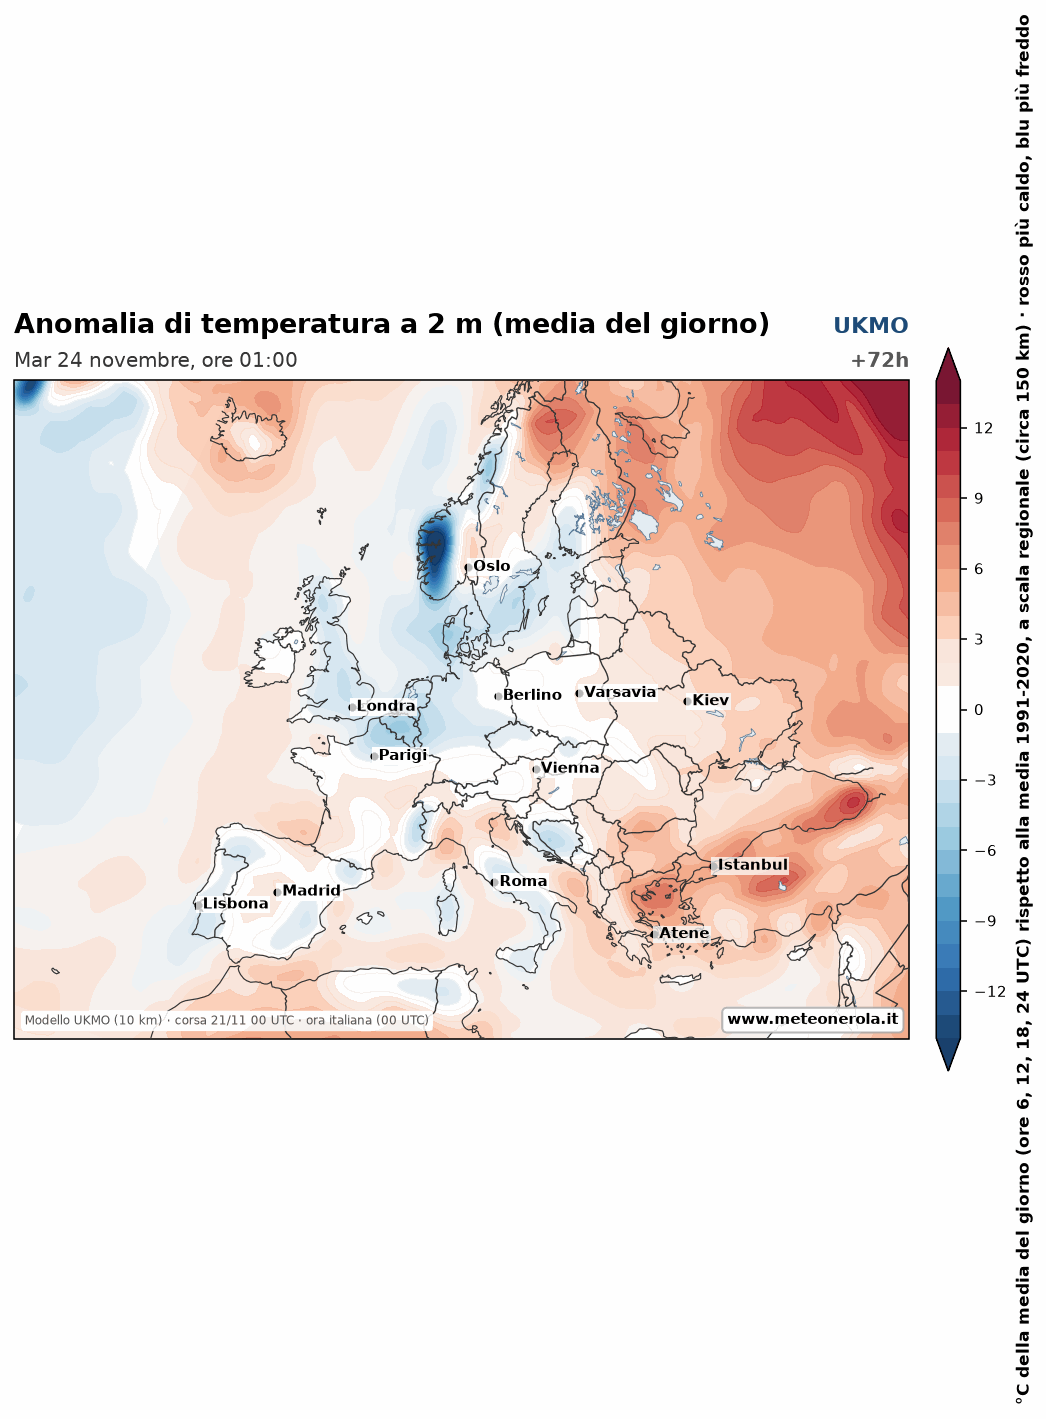 Anomalia di temperatura a 2 m (media del giorno)
UKMO
Mar 24 novembre, ore 01:00
+72h
Oslo
Londra
Berlino
Varsavia
Kiev
Parigi
Vienna
Madrid
Lisbona
Roma
Istanbul
Atene
Modello UKMO (10 km) · corsa 21/11 00 UTC · ora italiana (00 UTC)
www.meteonerola.it
12
9
6
3
0
−3
−6
−9
−12
°C della media del giorno (ore 6, 12, 18, 24 UTC) rispetto alla media 1991-2020, a scala regionale (circa 150 km) · rosso più caldo, blu più freddo